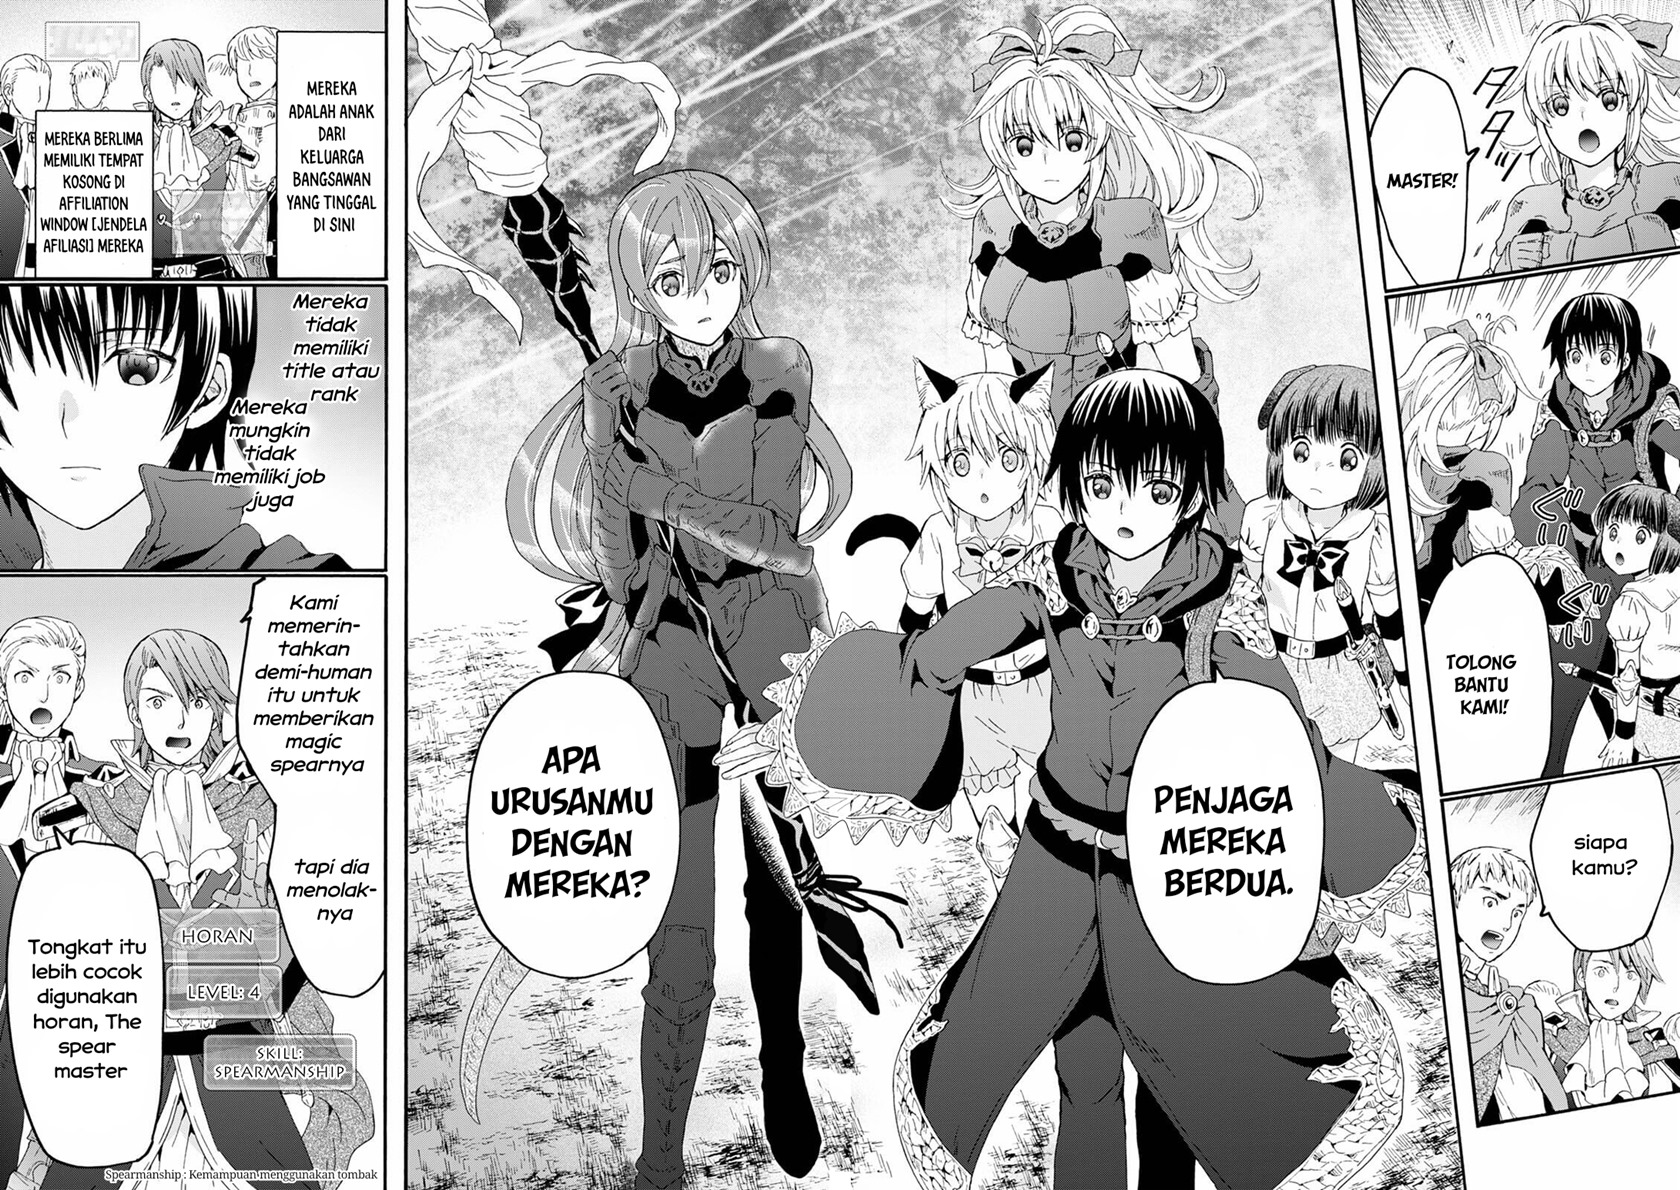 MASTER!
TOLONG
BANTU
KAMI!
siapa
kamu?
PENJAGA
MEREKA
BERDUA.
APA
URUSANMU
DENGAN
MEREKA?
MEREKA
ADALAH ANAK
DARI
KELUARGA
BANGSAWAN
YANG TINGGAL
DI SINI
MEREKA BERLIMA
MEMILIKI TEMPAT
KOSONG DI
AFFILIATION
WINDOW [JENDELA
AFILIASI] MEREKA
Mereka
tidak
memiliki
title atau
rank
Mereka
mungkin
tidak
memiliki job
juga
Kami
memerin-
tahkan
demi-human
itu untuk
memberikan
magic
spearnya
tapi dia
menolak-
nya
HORAN
LEVEL: 4
SKILL:
SPEARMANSHIP
Tongkat itu
lebih cocok
digunakan
horan, The
spear
master
Spearmanship : Kemampuan menggunakan tombak